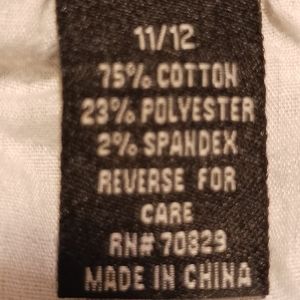 11/12
75% COTTON
23% POLYESTER
2% SPANDEX
REVERSE FOR
CARE
RN# 70829
MADE IN CHINA